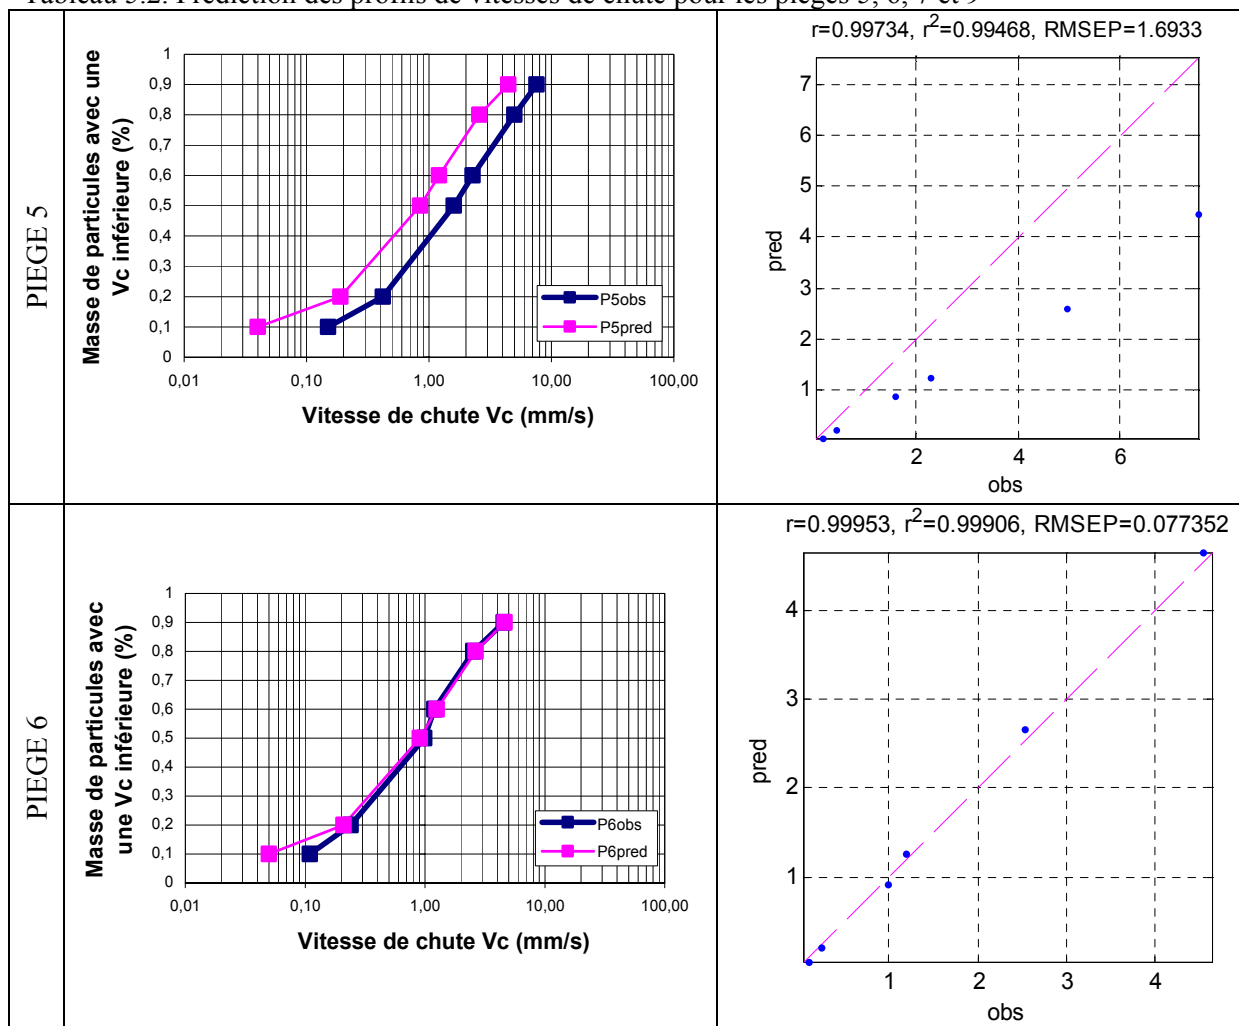 Tableau 5.2. Prédiction des profils de vitesses de chute pour les pièges 5, 6, 7 et 9
PIEGE 5
Masse de particules avec une
Vc inférieure (%)
1
0,9
0,8
0,7
0,6
0,5
0,4
0,3
0,2
0,1
0
0,01 0,10 1,00 10,00 100,00
Vitesse de chute Vc (mm/s)
P5obs
P5pred
r=0.99734, r²=0.99468, RMSEP=1.6933
pred
7
6
5
4
3
2
1
2 4 6
obs
PIEGE 6
Masse de particules avec
une Vc inférieure (%)
1
0,9
0,8
0,7
0,6
0,5
0,4
0,3
0,2
0,1
0
0,01 0,10 1,00 10,00 100,00
Vitesse de chute Vc (mm/s)
P6obs
P6pred
r=0.99953, r²=0.99906, RMSEP=0.077352
pred
4
3
2
1
1 2 3 4
obs